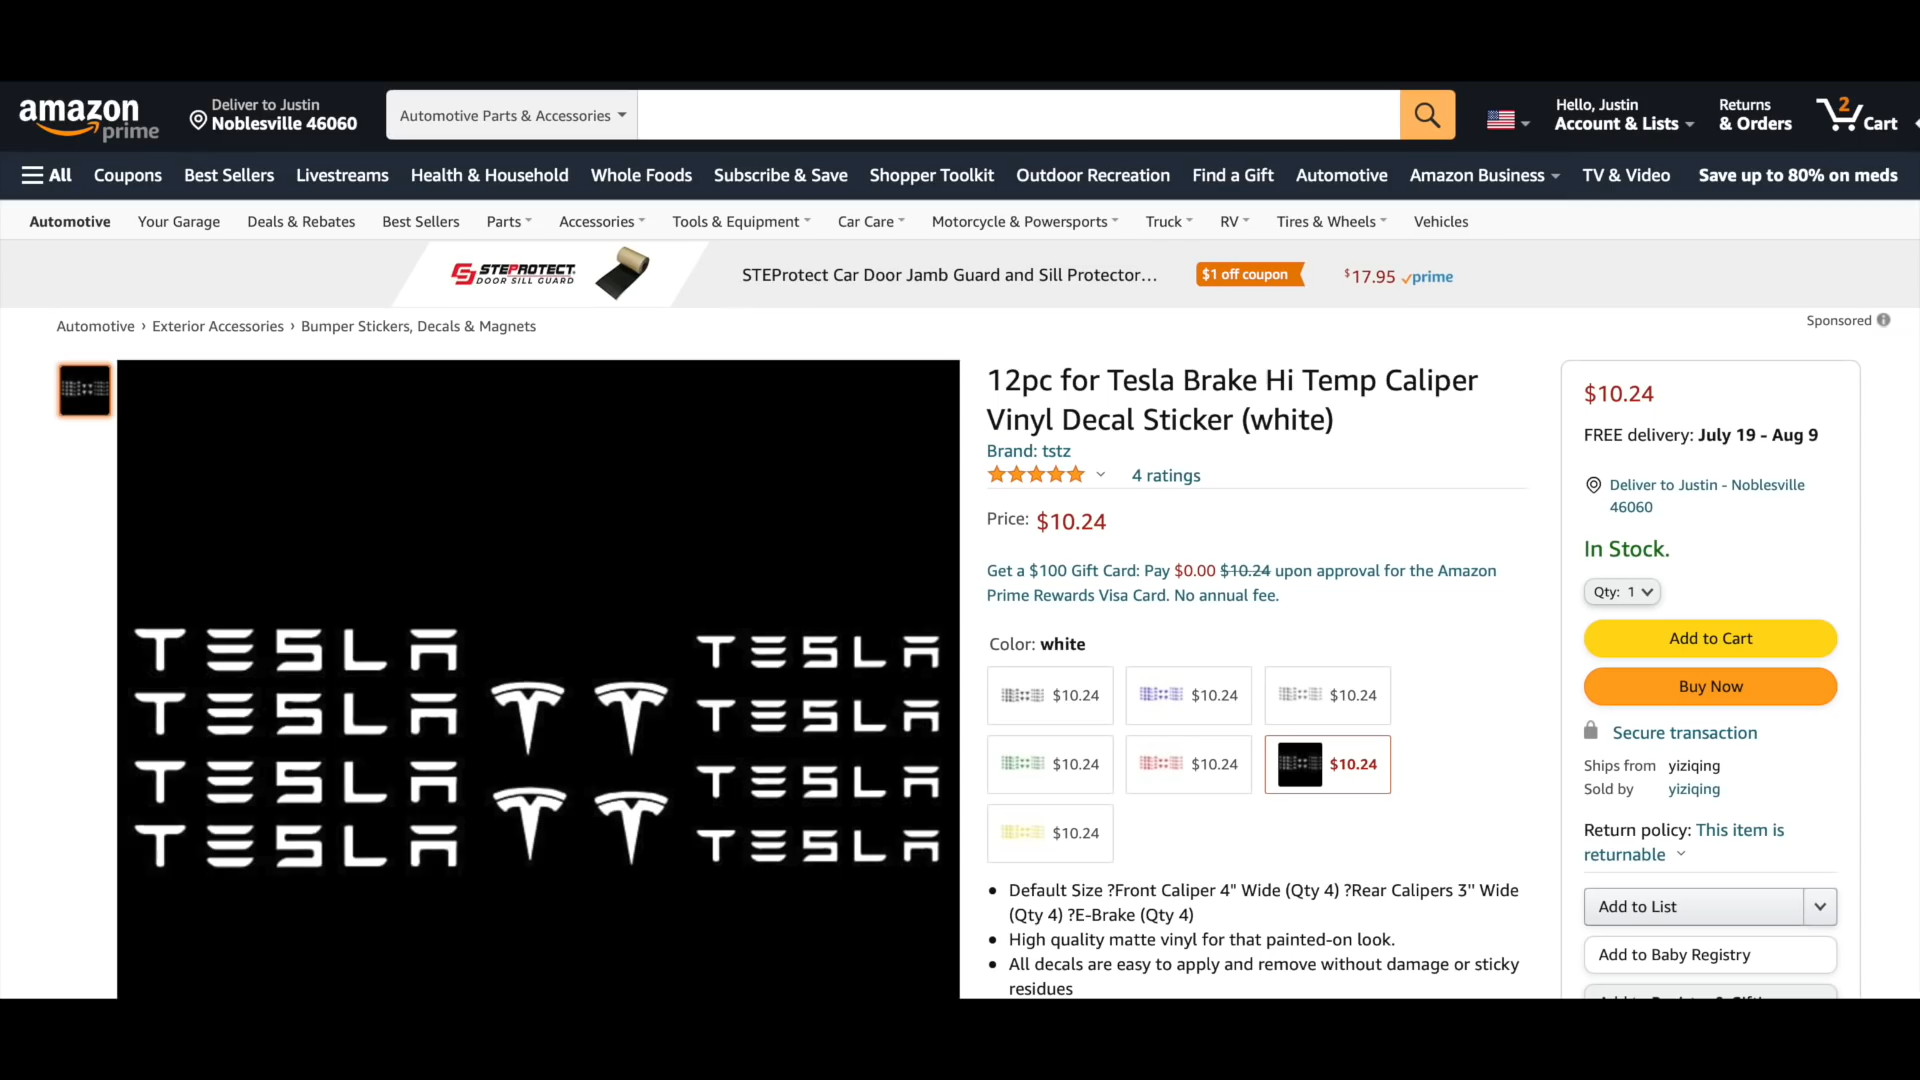 amazon
prime
Deliver to Justin
Noblesville 46060
Automotive Parts & Accessories
Hello, Justin
Account & Lists
Returns
& Orders
2
Cart
All
Coupons
Best Sellers
Livestreams
Health & Household
Whole Foods
Subscribe & Save
Shopper Toolkit
Outdoor Recreation
Find a Gift
Automotive
Amazon Business
TV & Video
Save up to 80% on meds
Automotive
Your Garage
Deals & Rebates
Best Sellers
Parts
Accessories
Tools & Equipment
Car Care
Motorcycle & Powersports
Truck
RV
Tires & Wheels
Vehicles
STEPROTECT
DOOR SILL GUARD
STEProtect Car Door Jamb Guard and Sill Protector…
$1 off coupon
$17.95 prime
Automotive › Exterior Accessories › Bumper Stickers, Decals & Magnets
Sponsored
TESLA
TESLA
TESLA
TESLA
TESLA
TESLA
TESLA
TESLA
12pc for Tesla Brake Hi Temp Caliper
Vinyl Decal Sticker (white)
Brand: tstz
4 ratings
Price: $10.24
Get a $100 Gift Card: Pay $0.00 $10.24 upon approval for the Amazon
Prime Rewards Visa Card. No annual fee.
Color: white
$10.24
$10.24
$10.24
$10.24
$10.24
$10.24
$10.24
• Default Size ?Front Caliper 4" Wide (Qty 4) ?Rear Calipers 3'' Wide
(Qty 4) ?E-Brake (Qty 4)
• High quality matte vinyl for that painted-on look.
• All decals are easy to apply and remove without damage or sticky
residues
$10.24
FREE delivery: July 19 - Aug 9
Deliver to Justin - Noblesville
46060
In Stock.
Qty: 1
Add to Cart
Buy Now
Secure transaction
Ships from yiziqing
Sold by yiziqing
Return policy: This item is
returnable
Add to List
Add to Baby Registry